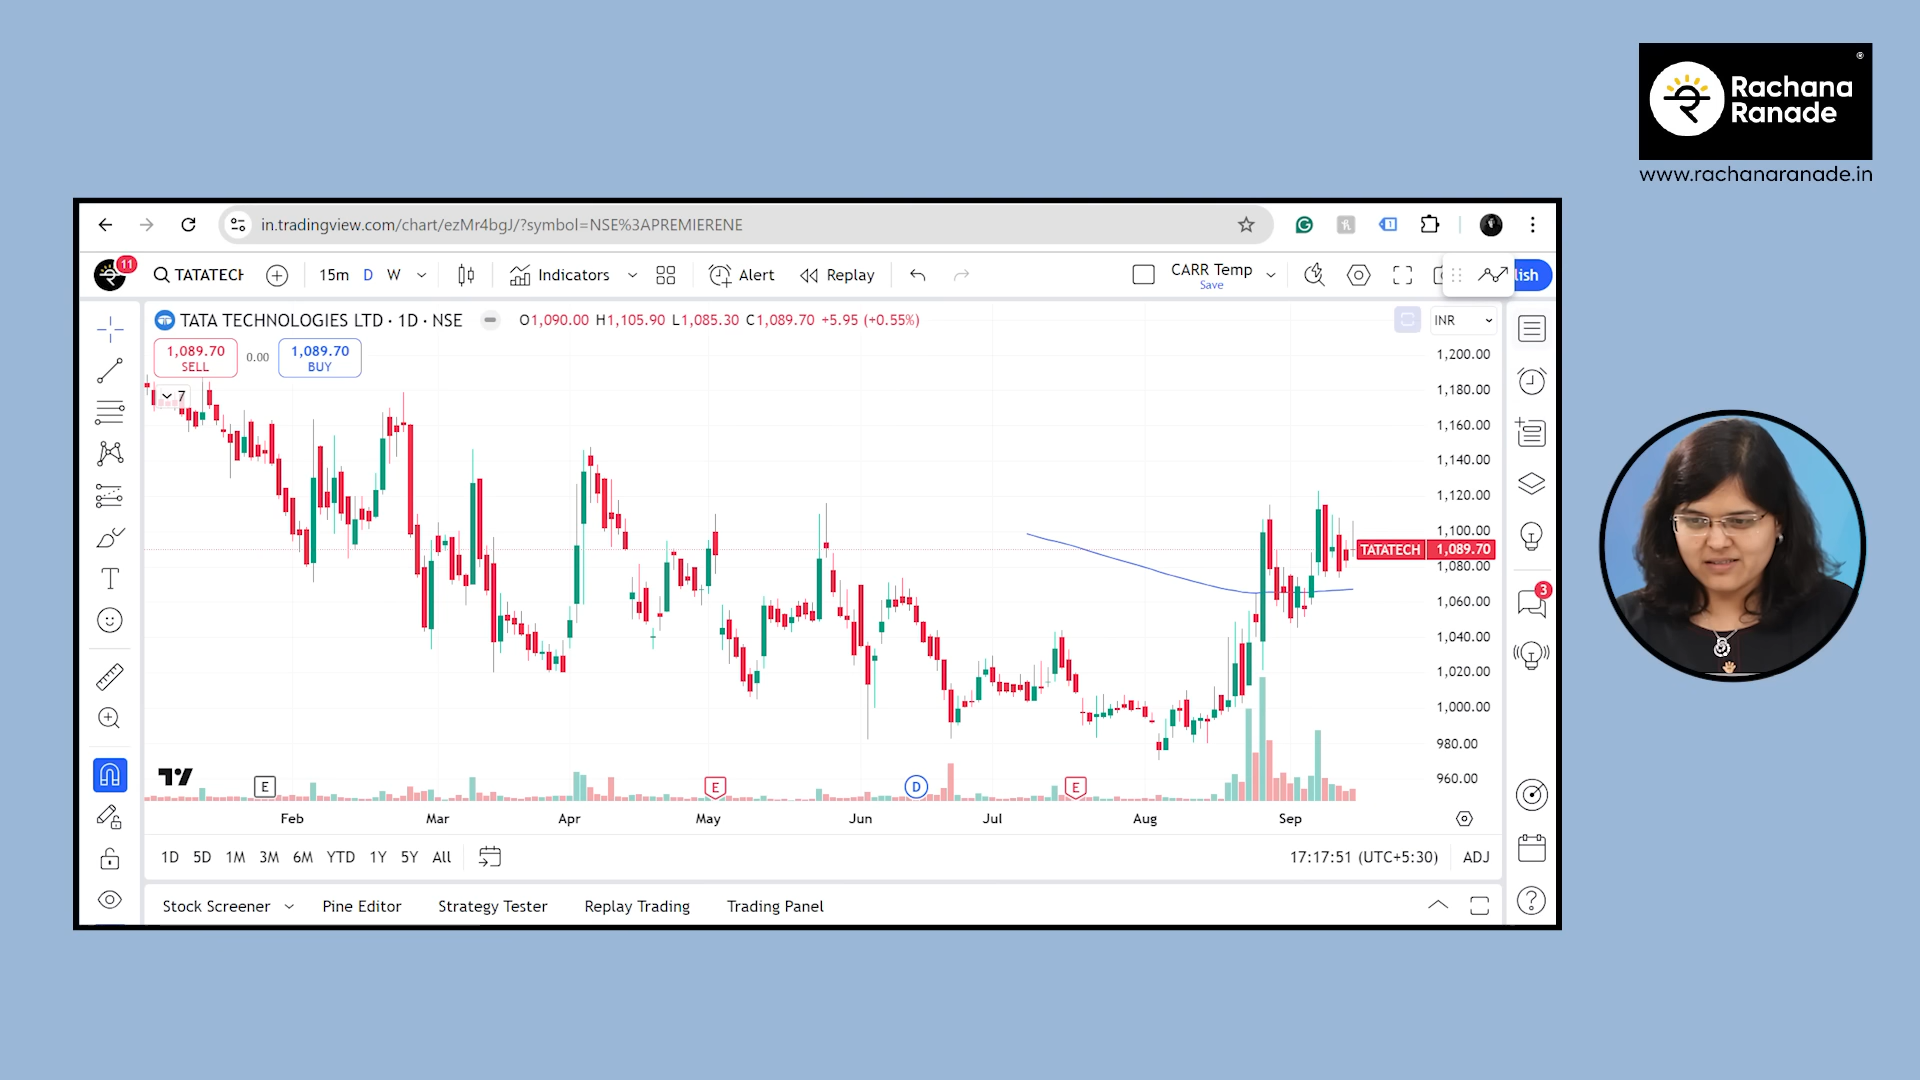 Rachana
Ranade
®
www.rachanaranade.in
in.tradingview.com/chart/ezMr4bgJ/?symbol=NSE%3APREMIERENE
11
TATATECH
15m D W
Indicators
Alert
Replay
CARR Temp
Save
lish
TATA TECHNOLOGIES LTD · 1D · NSE
O1,090.00 H1,105.90 L1,085.30 C1,089.70 +5.95 (+0.55%)
INR
1,089.70
SELL
0.00
1,089.70
BUY
7
1,200.00
1,180.00
1,160.00
1,140.00
1,120.00
1,100.00
TATATECH 1,089.70
1,080.00
1,060.00
1,040.00
1,020.00
1,000.00
980.00
960.00
3
E E D E
Feb Mar Apr May Jun Jul Aug Sep
1D 5D 1M 3M 6M YTD 1Y 5Y All
17:17:51 (UTC+5:30) ADJ
Stock Screener Pine Editor Strategy Tester Replay Trading Trading Panel